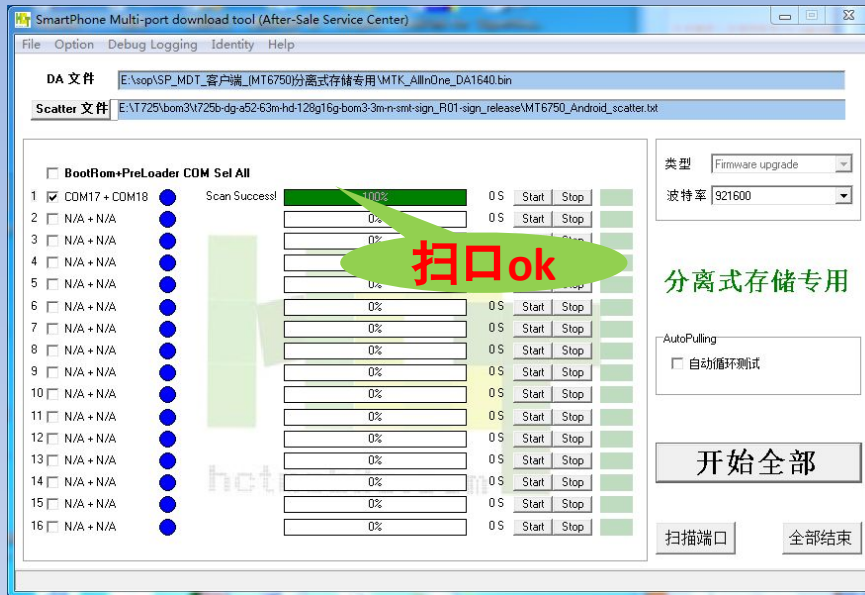 SmartPhone Multi-port download tool (After-Sale Service Center)
File Option Debug Logging Identity Help
DA 文件 E:\sop\SP_MDT_客户端_(MT6750)分离式存储专用\MTK_AllInOne_DA1640.bin
Scatter 文件 E:\T725\bom3\t725b-dg-a52-63m-hd-128g16g-bom3-3m-n-smt-sign_R01-sign_release\MT6750_Android_scatter.txt
BootRom+PreLoader COM Sel All
1 COM17 + COM18 Scan Success! 100% 0 S Start Stop
2 N/A + N/A 0% 0 S Start Stop
3 N/A + N/A 0%
4 N/A + N/A
5 N/A + N/A
6 N/A + N/A 0% 0 S Start Stop
7 N/A + N/A 0% 0 S Start Stop
8 N/A + N/A 0% 0 S Start Stop
9 N/A + N/A 0% 0 S Start Stop
10 N/A + N/A 0% 0 S Start Stop
11 N/A + N/A 0% 0 S Start Stop
12 N/A + N/A 0% 0 S Start Stop
13 N/A + N/A 0% 0 S Start Stop
14 N/A + N/A 0% 0 S Start Stop
15 N/A + N/A 0% 0 S Start Stop
16 N/A + N/A 0% 0 S Start Stop
扫口ok
类型 Firmware upgrade
波特率 921600
分离式存储专用
AutoPulling
自动循环测试
开始全部
扫描端口 全部结束